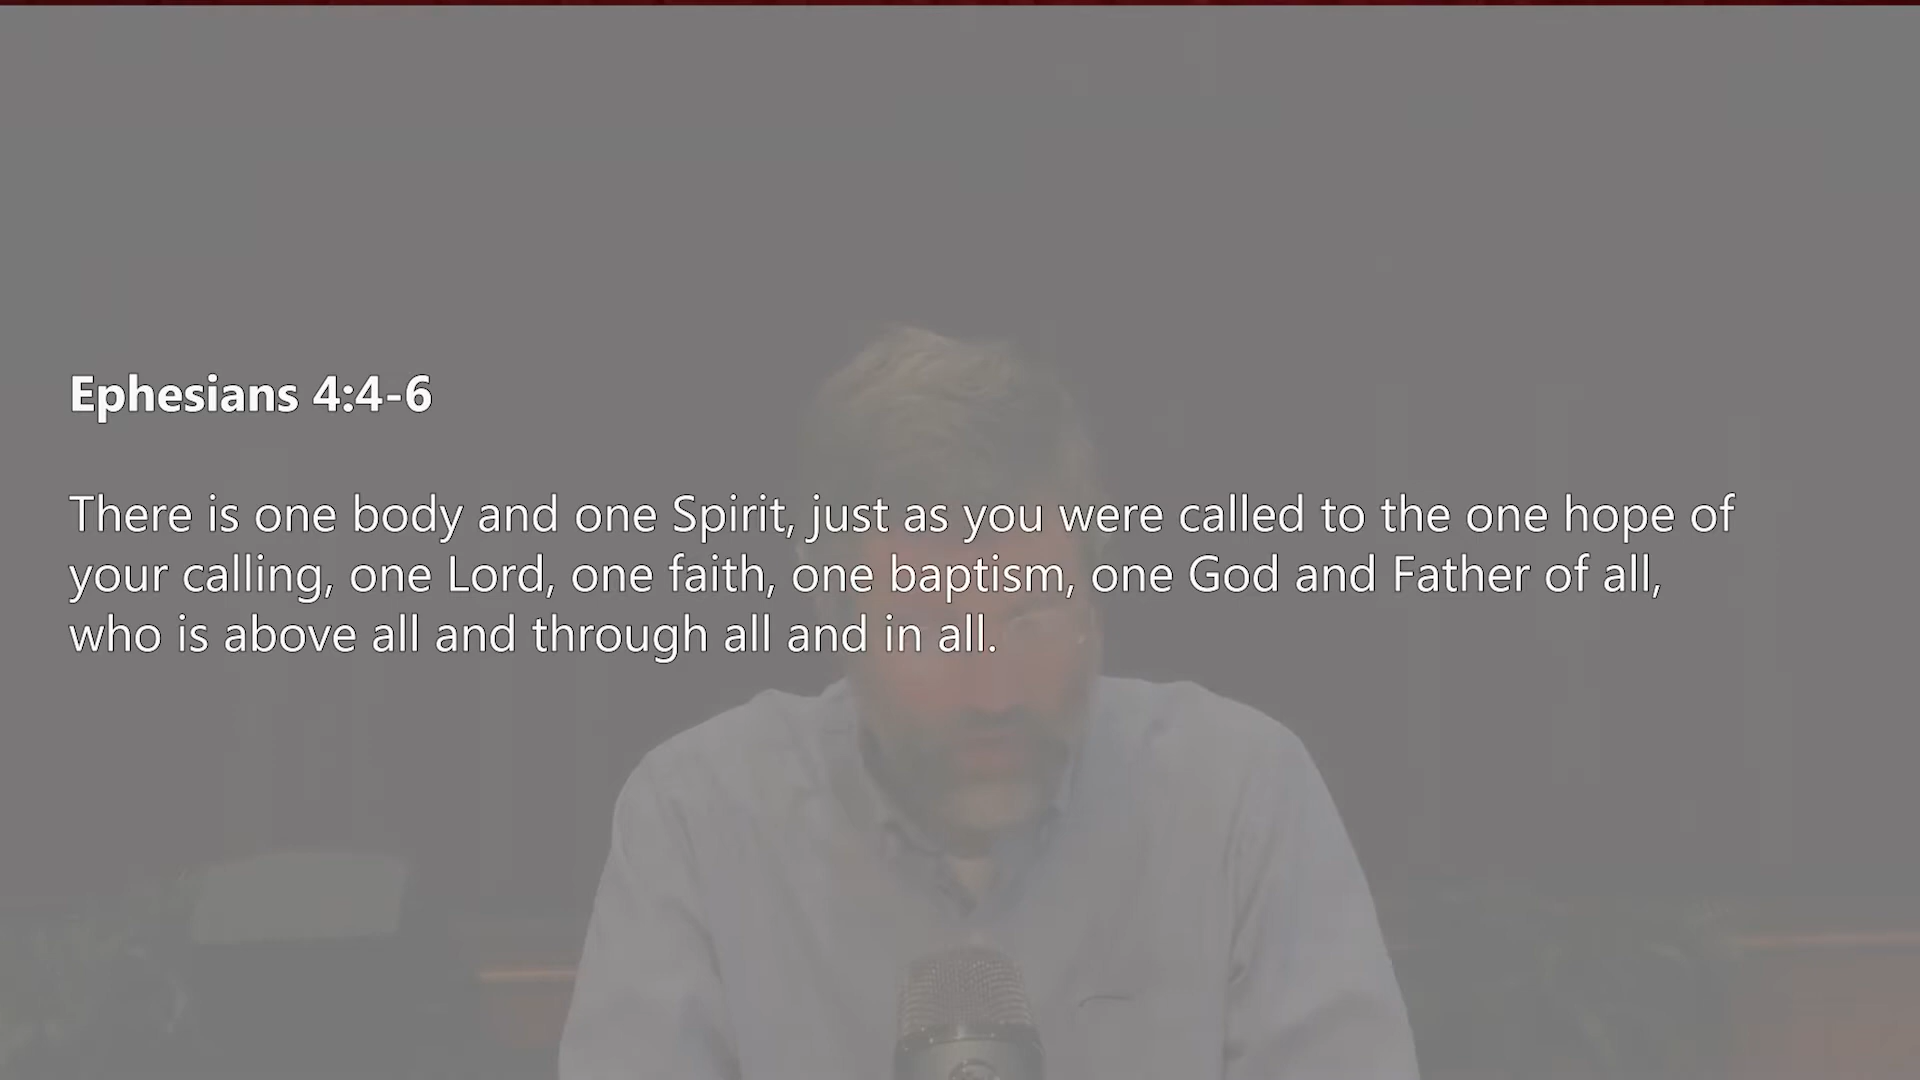 Ephesians 4:4-6
There is one body and one Spirit, just as you were called to the one hope of
your calling, one Lord, one faith, one baptism, one God and Father of all,
who is above all and through all and in all.